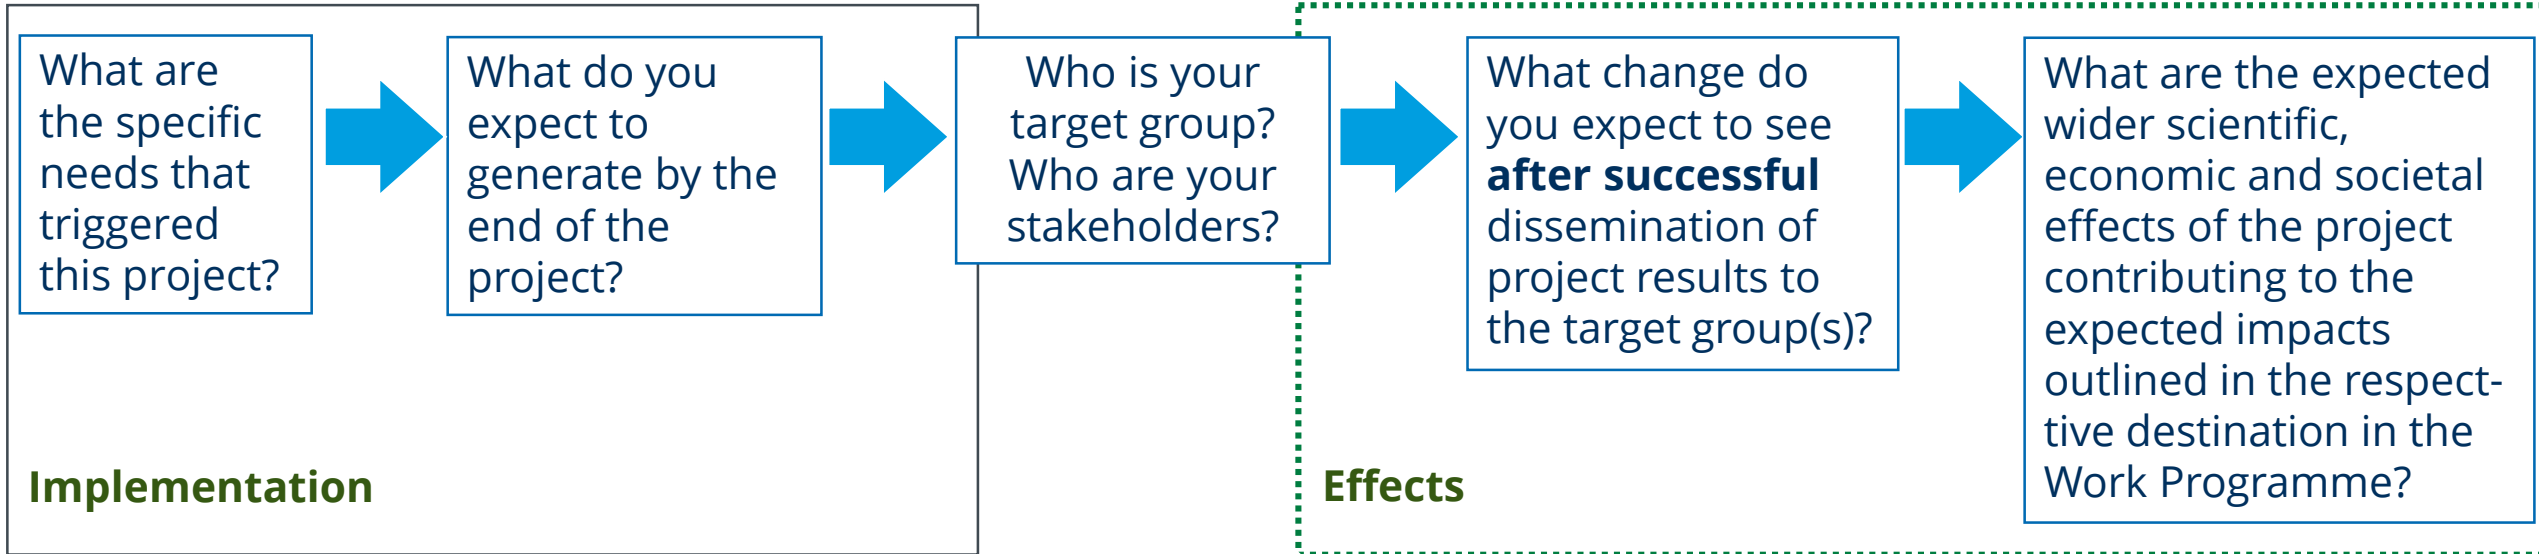 What are
the specific
needs that
triggered
this project?
What do you
expect to
generate by the
end of the
project?
Who is your
target group?
Who are your
stakeholders?
What change do
you expect to see
after successful
dissemination of
project results to
the target group(s)?
What are the expected
wider scientific,
economic and societal
effects of the project
contributing to the
expected impacts
outlined in the respect-
tive destination in the
Work Programme?
Implementation
Effects